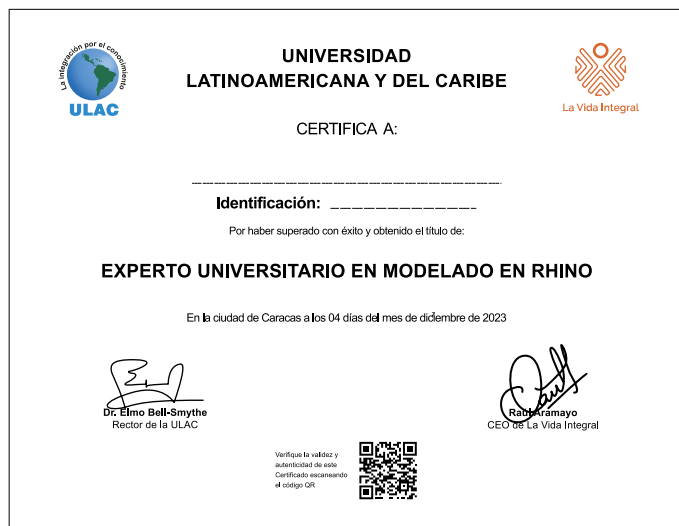 La integración por el conocimiento
ULAC
UNIVERSIDAD
LATINOAMERICANA Y DEL CARIBE
La Vida Integral
CERTIFICA A:
Identificación:
Por haber superado con éxito y obtenido el título de:
EXPERTO UNIVERSITARIO EN MODELADO EN RHINO
En la ciudad de Caracas a los 04 días del mes de diciembre de 2023
Dr. Elmo Bell-Smythe
Rector de la ULAC
Raul Aramayo
CEO de La Vida Integral
Verifique la validez y
autenticidad de este
Certificado escaneando
el código QR